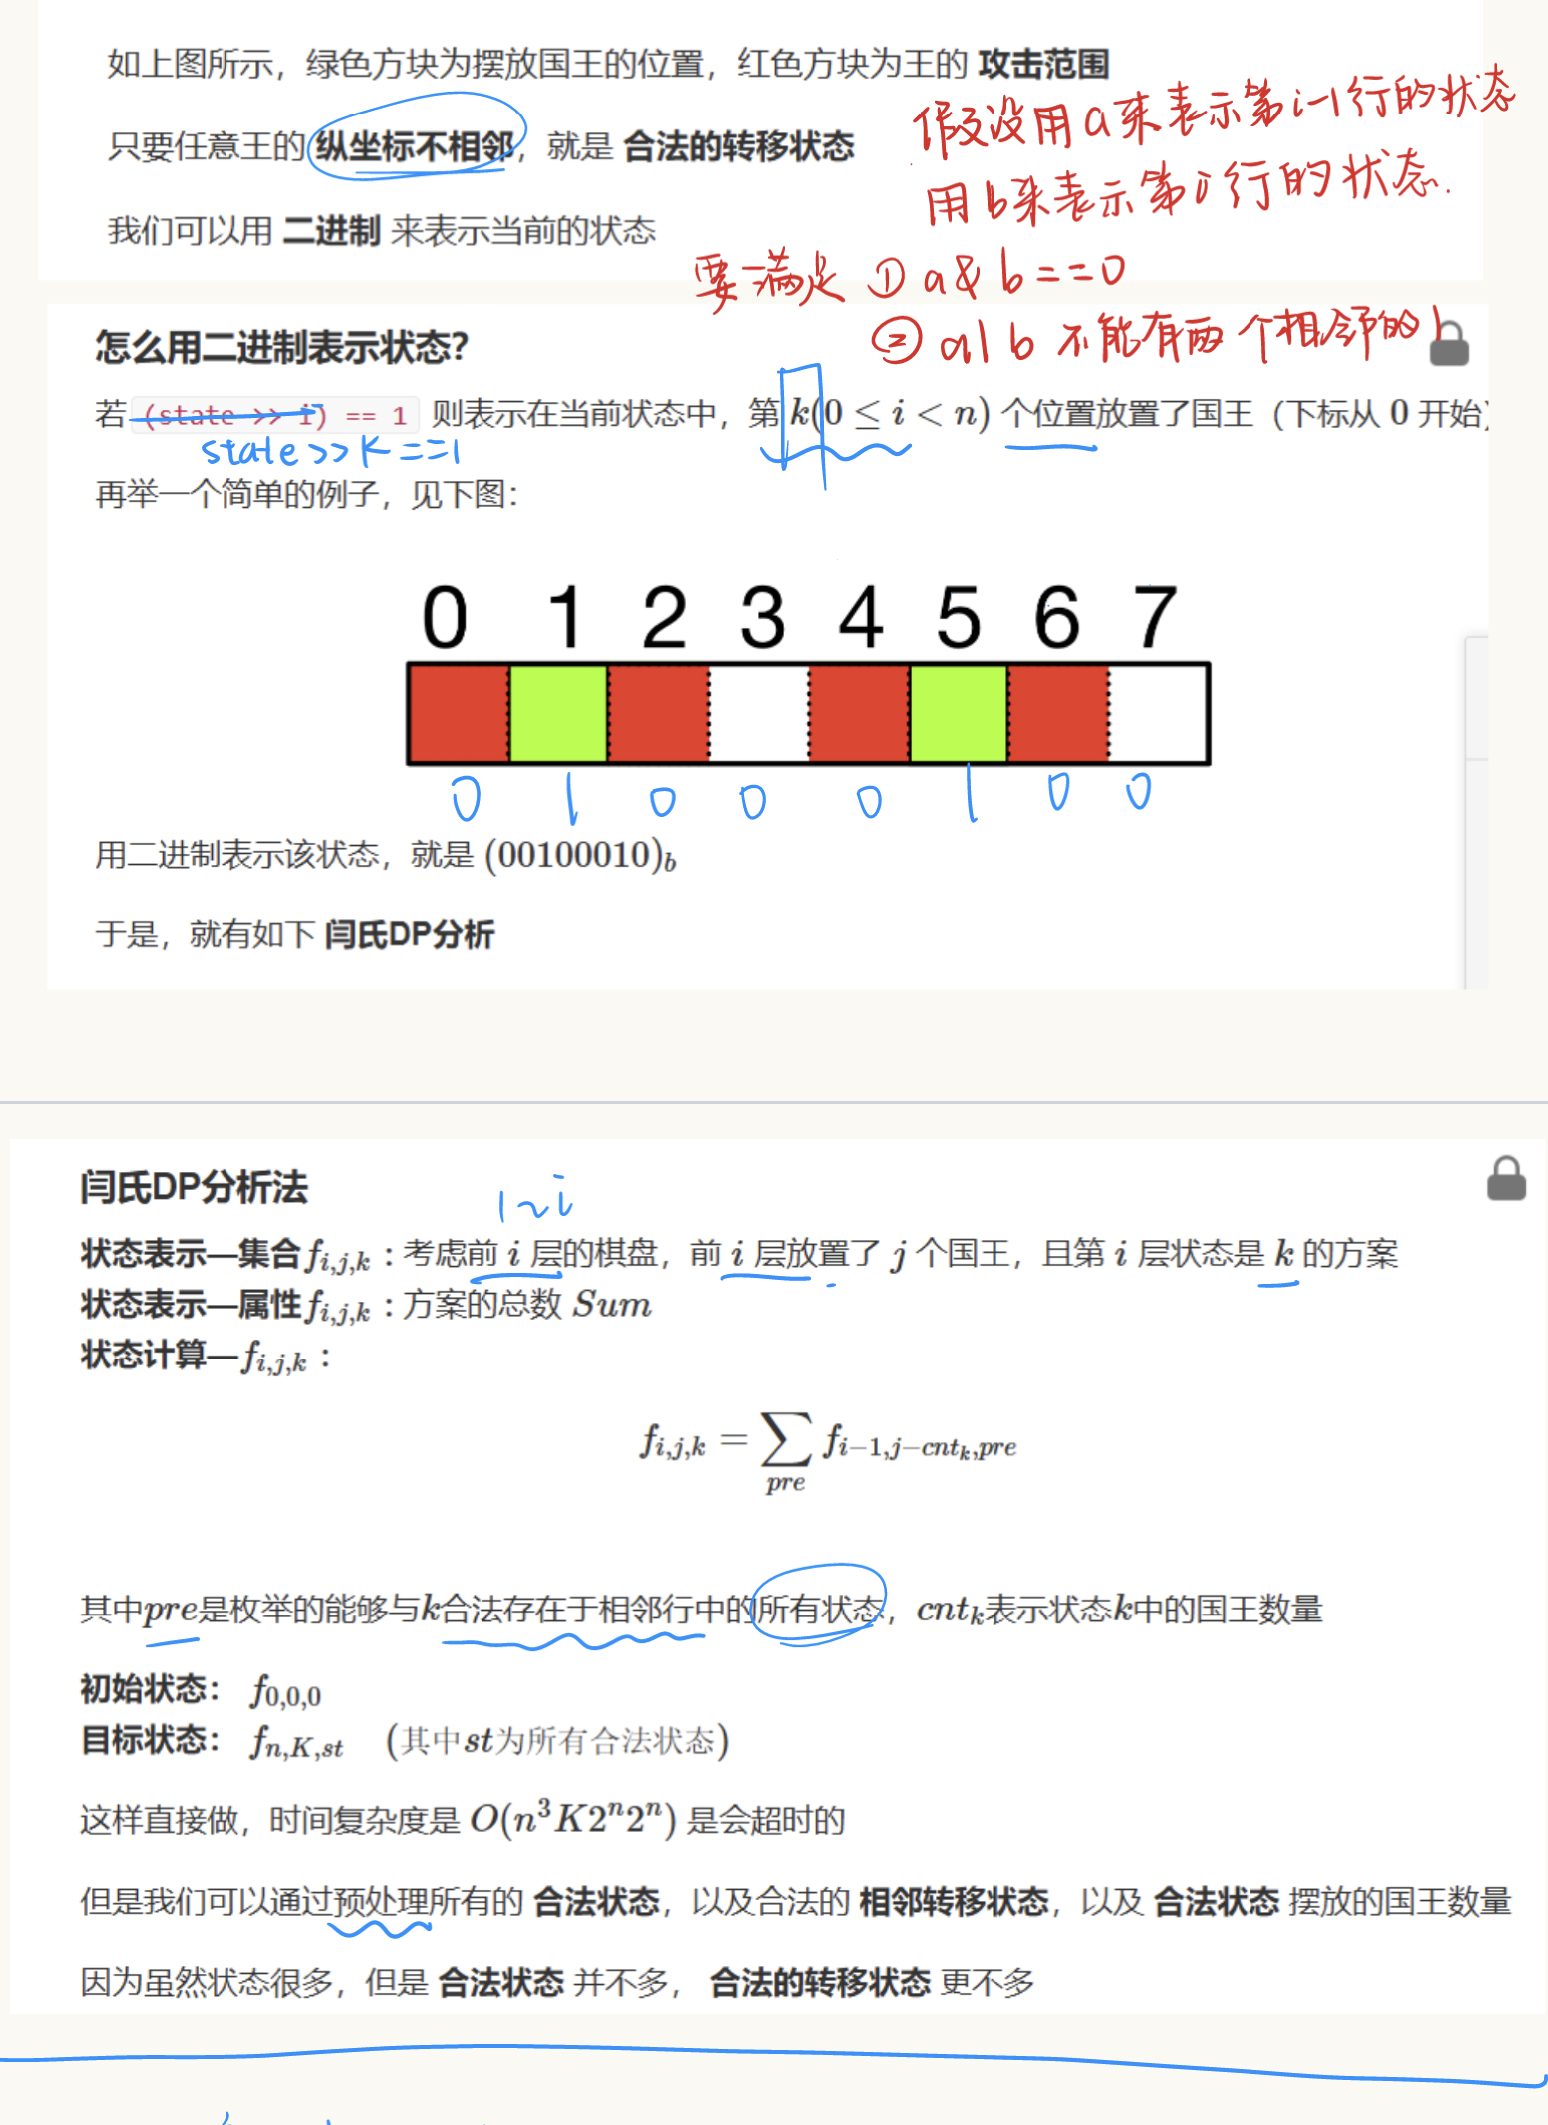 如上图所示，绿色方块为摆放国王的位置，红色方块为王的 攻击范围
假设用a来表示第i-1行的状态
只要任意王的 纵坐标不相邻，就是 合法的转移状态
用b来表示第i行的状态.
我们可以用 二进制 来表示当前的状态
要满足 ① a & b == 0
② a | b 不能有两个相邻的1
怎么用二进制表示状态？
若 (state >> i) == 1 则表示在当前状态中，第 k(0 ≤ i < n) 个位置放置了国王（下标从 0 开始）
state >> k == 1
再举一个简单的例子，见下图：
0 1 2 3 4 5 6 7
0 1 0 0 0 1 0 0
用二进制表示该状态，就是 (00100010)_b
于是，就有如下 闫氏DP分析
闫氏DP分析法
1~i
状态表示—集合f_{i,j,k}：考虑前 i 层的棋盘，前 i 层放置了 j 个国王，且第 i 层状态是 k 的方案
状态表示—属性f_{i,j,k}：方案的总数 Sum
状态计算—f_{i,j,k}：
f_{i,j,k} = ∑_{pre} f_{i-1,j-cnt_k,pre}
其中pre是枚举的能够与k合法存在于相邻行中的所有状态，cnt_k表示状态k中的国王数量
初始状态： f_{0,0,0}
目标状态： f_{n,K,st} （其中st为所有合法状态）
这样直接做，时间复杂度是 O(n^3K2^n2^n) 是会超时的
但是我们可以通过预处理所有的 合法状态，以及合法的 相邻转移状态，以及 合法状态 摆放的国王数量
因为虽然状态很多，但是 合法状态 并不多， 合法的转移状态 更不多